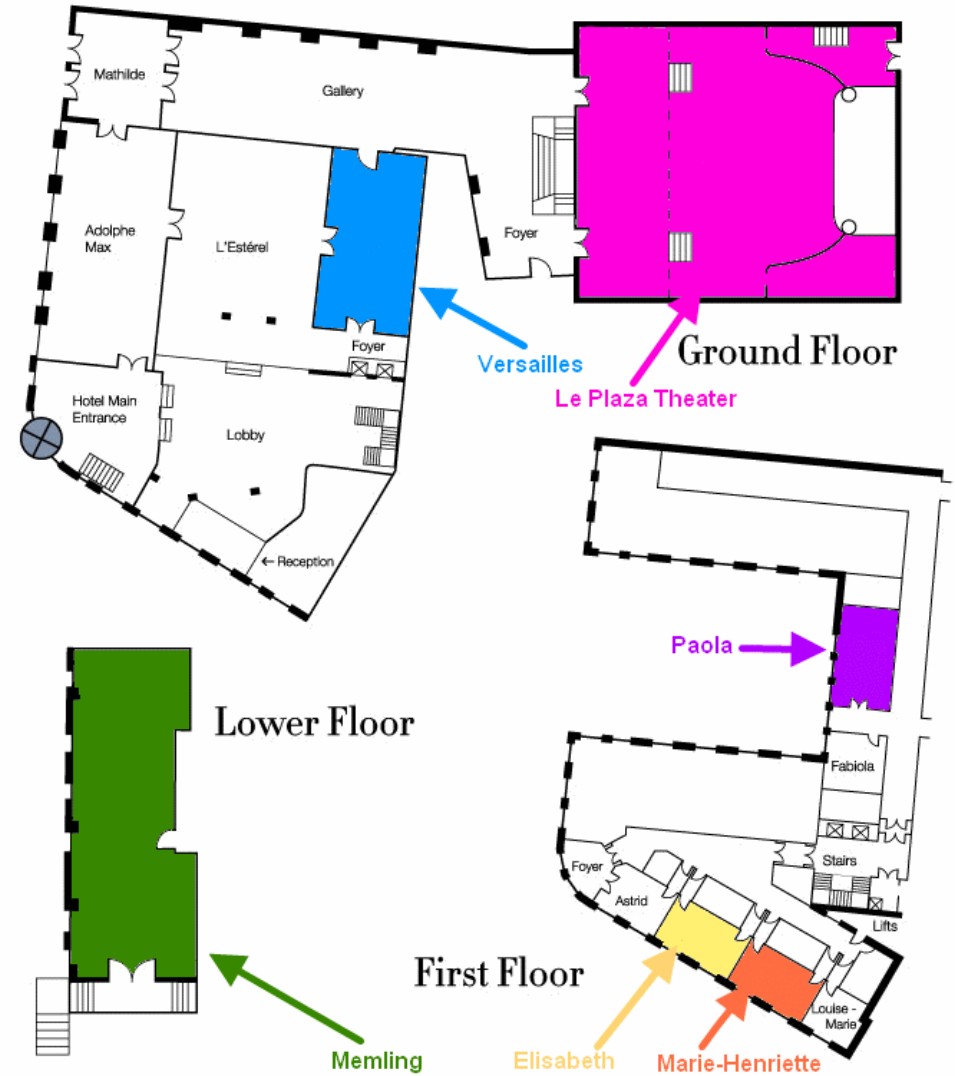 Mathilde
Gallery
Adolphe
Max
L'Estérel
Foyer
Foyer
Versailles
Ground Floor
Le Plaza Theater
Hotel Main
Entrance
Lobby
← Reception
Paola
Lower Floor
Fabiola
Stairs
Foyer
Astrid
Lifts
First Floor
Louise -
Marie
Memling
Elisabeth
Marie-Henriette